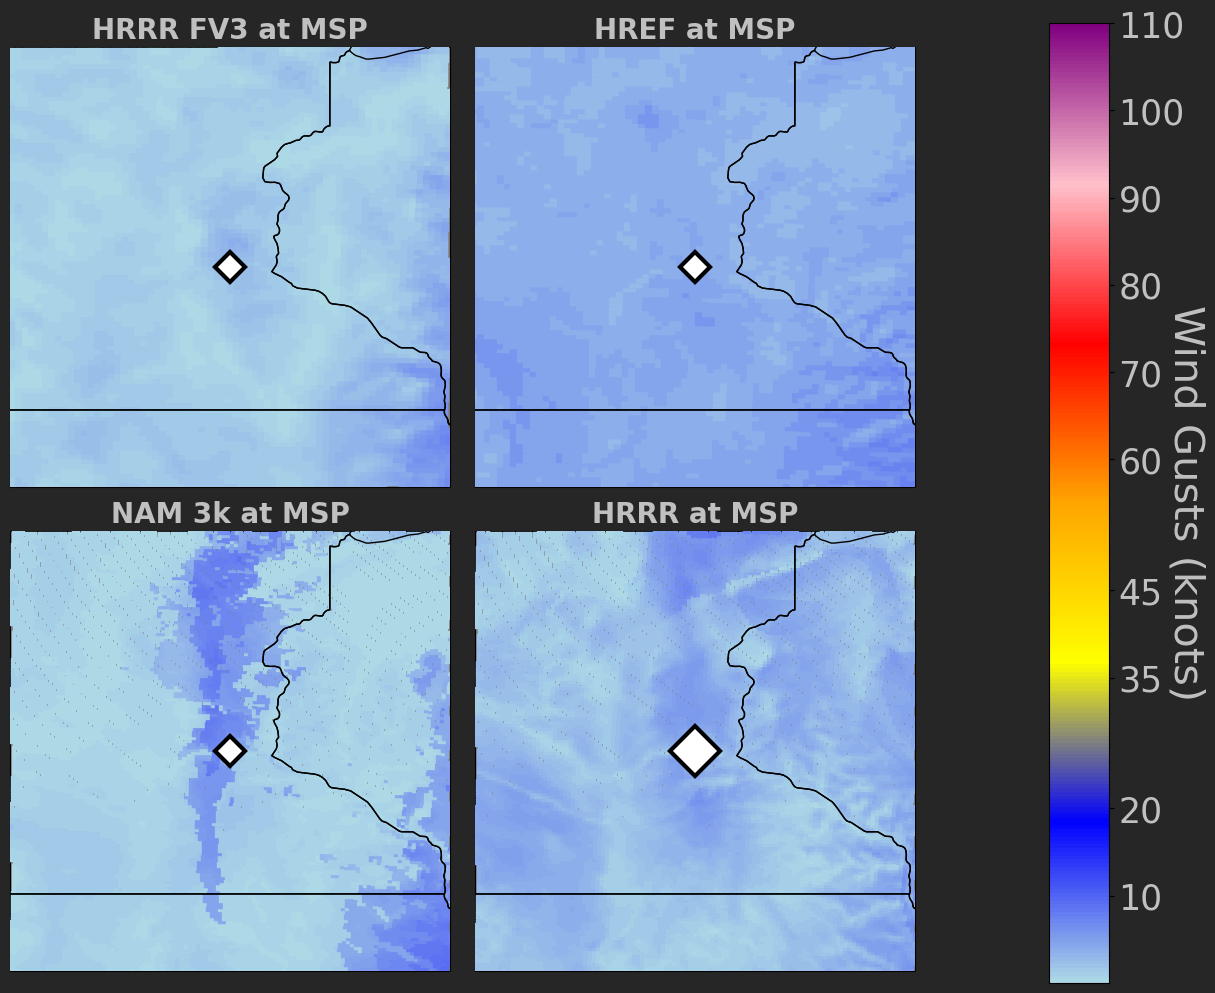 HRRR FV3 at MSP
HREF at MSP
NAM 3k at MSP
HRRR at MSP
110
100
90
80
70
60
45
35
20
10
Wind Gusts (knots)